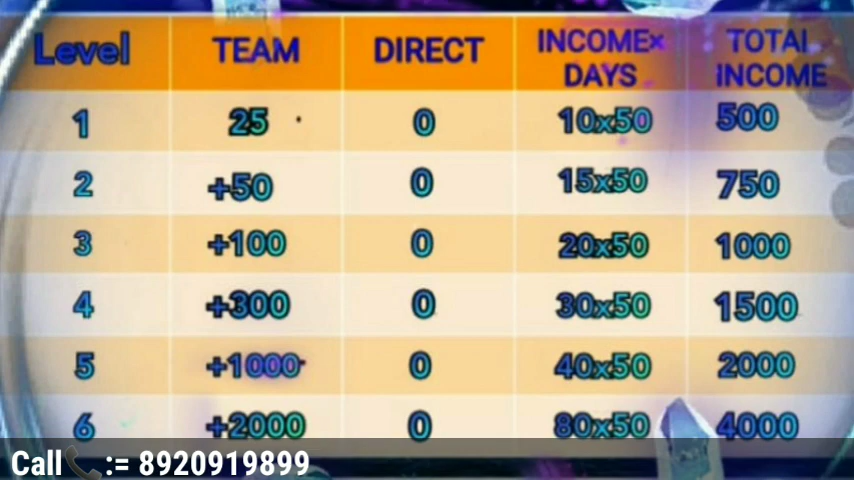 Level TEAM DIRECT INCOME× DAYS TOTAL INCOME
1 25 0 10x50 500
2 +50 0 15x50 750
3 +100 0 20x50 1000
4 +300 0 30x50 1500
5 +1000 0 40x50 2000
6 +2000 0 80x50 4000
Call📞:= 8920919899